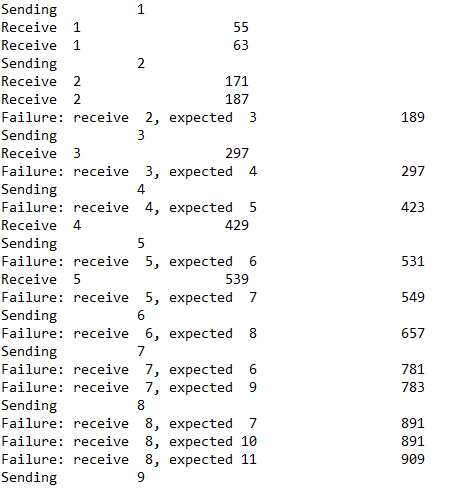 Sending          1
Receive  1                   55
Receive  1                   63
Sending          2
Receive  2                  171
Receive  2                  187
Failure: receive  2, expected  3                  189
Sending          3
Receive  3                  297
Failure: receive  3, expected  4                  297
Sending          4
Failure: receive  4, expected  5                  423
Receive  4                  429
Sending          5
Failure: receive  5, expected  6                  531
Receive  5                  539
Failure: receive  5, expected  7                  549
Sending          6
Failure: receive  6, expected  8                  657
Sending          7
Failure: receive  7, expected  6                  781
Failure: receive  7, expected  9                  783
Sending          8
Failure: receive  8, expected  7                  891
Failure: receive  8, expected 10                  891
Failure: receive  8, expected 11                  909
Sending          9